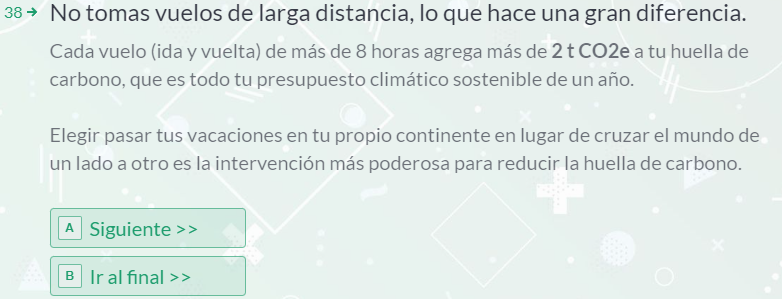 38 → No tomas vuelos de larga distancia, lo que hace una gran diferencia.
Cada vuelo (ida y vuelta) de más de 8 horas agrega más de 2 t CO2e a tu huella de
carbono, que es todo tu presupuesto climático sostenible de un año.
Elegir pasar tus vacaciones en tu propio continente en lugar de cruzar el mundo de
un lado a otro es la intervención más poderosa para reducir la huella de carbono.
A Siguiente >>
B Ir al final >>